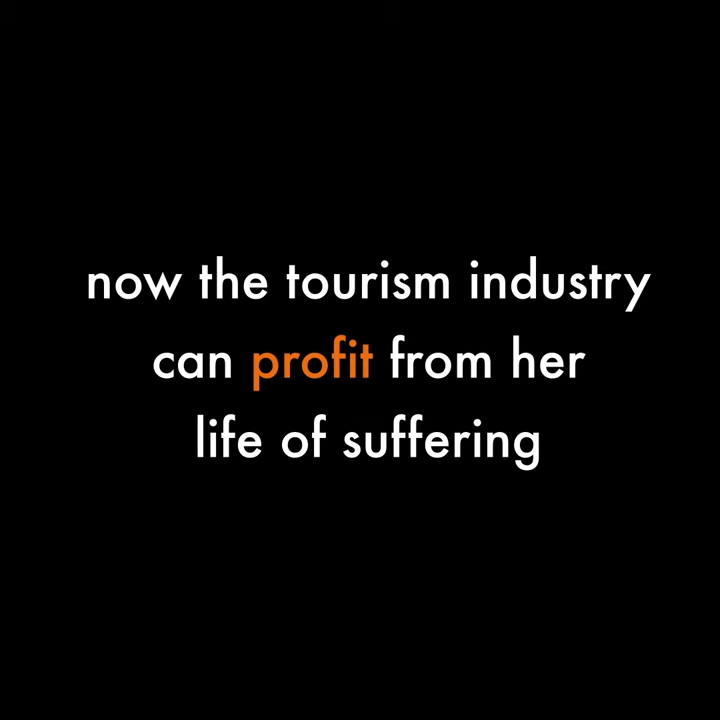 now the tourism industry
can profit from her
life of suffering